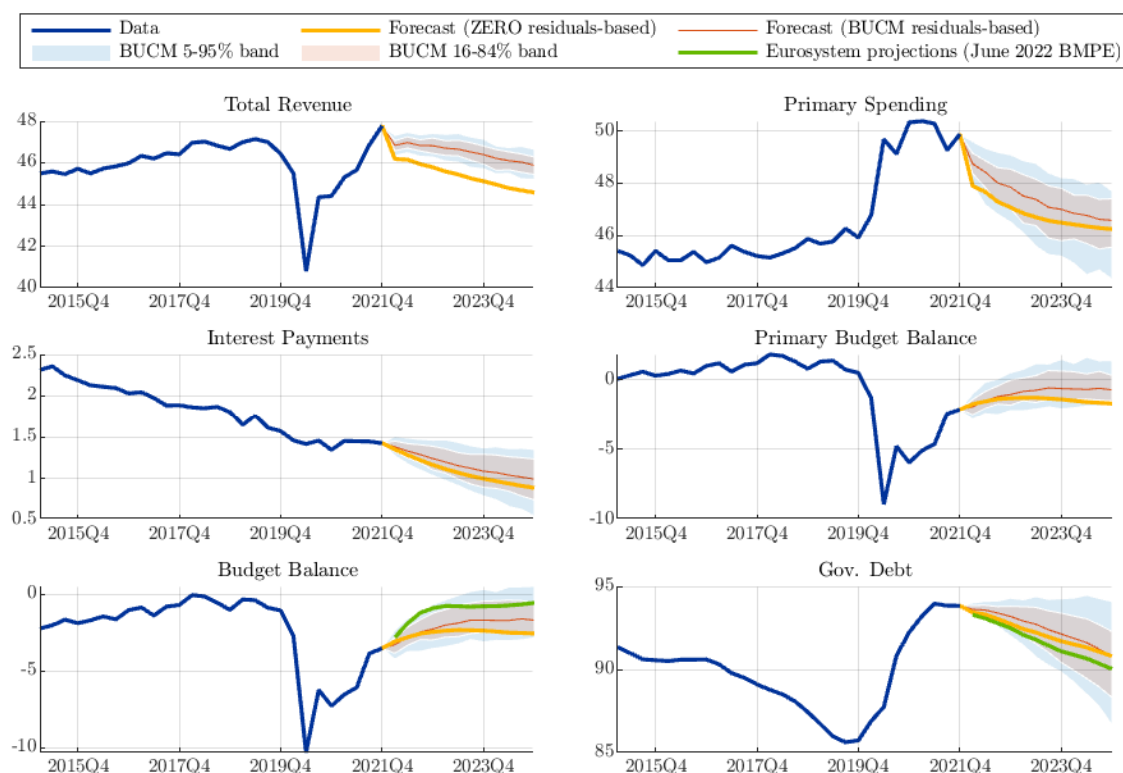 Data Forecast (ZERO residuals-based) Forecast (BUCM residuals-based)
BUCM 5-95% band BUCM 16-84% band Eurosystem projections (June 2022 BMPE)
Total Revenue
48
46
44
42
40
2015Q4 2017Q4 2019Q4 2021Q4 2023Q4
Primary Spending
50
48
46
44
2015Q4 2017Q4 2019Q4 2021Q4 2023Q4
Interest Payments
2.5
2
1.5
1
0.5
2015Q4 2017Q4 2019Q4 2021Q4 2023Q4
Primary Budget Balance
0
-5
-10
2015Q4 2017Q4 2019Q4 2021Q4 2023Q4
Budget Balance
0
-5
-10
2015Q4 2017Q4 2019Q4 2021Q4 2023Q4
Gov. Debt
95
90
85
2015Q4 2017Q4 2019Q4 2021Q4 2023Q4